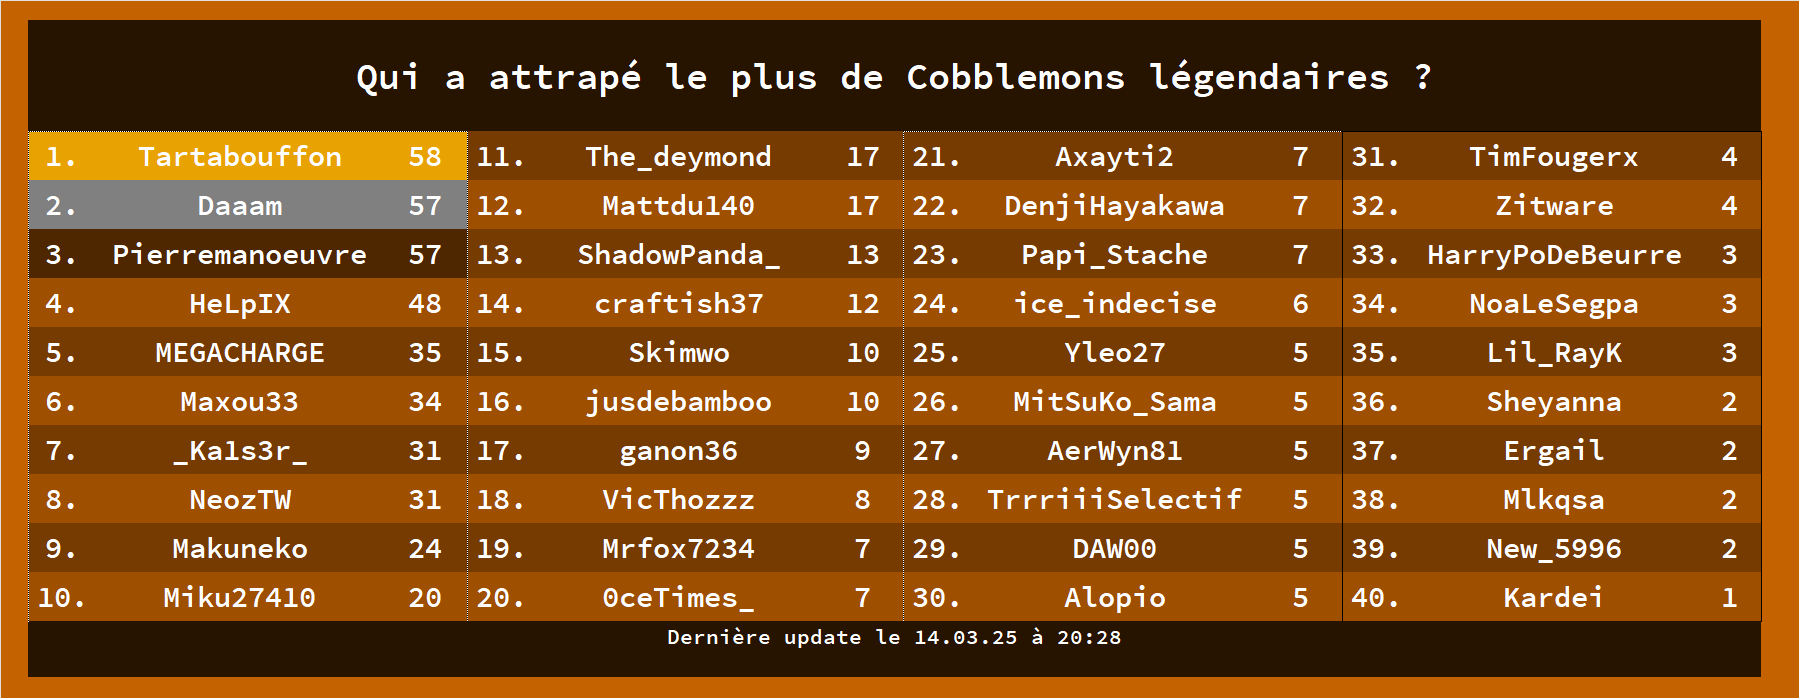 Qui a attrapé le plus de Cobblemons légendaires ?
1. Tartabouffon 58
2. Daaam 57
3. Pierremanoeuvre 57
4. HeLpIX 48
5. MEGACHARGE 35
6. Maxou33 34
7. _Ka1s3r_ 31
8. NeozTW 31
9. Makuneko 24
10. Miku27410 20
11. The_deymond 17
12. Mattdu140 17
13. ShadowPanda_ 13
14. craftish37 12
15. Skimwo 10
16. jusdebamboo 10
17. ganon36 9
18. VicThozzz 8
19. Mrfox7234 7
20. 0ceTimes_ 7
21. Axayti2 7
22. DenjiHayakawa 7
23. Papi_Stache 7
24. ice_indecise 6
25. Yleo27 5
26. MitSuKo_Sama 5
27. AerWyn81 5
28. TrrriiiSelectif 5
29. DAW00 5
30. Alopio 5
31. TimFougerx 4
32. Zitware 4
33. HarryPoDeBeurre 3
34. NoaLeSegpa 3
35. Lil_RayK 3
36. Sheyanna 2
37. Ergail 2
38. Mlkqsa 2
39. New_5996 2
40. Kardei 1
Dernière update le 14.03.25 à 20:28